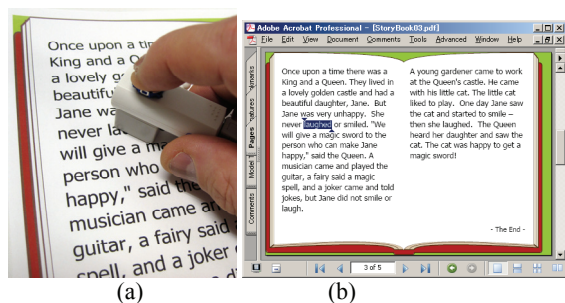 Once upon a tim
King and a Q
a lovely go
beautifu
Jane wa
never la
will give a ma
person who
happy," said the
musician came an
guitar, a fairy said
spell, and a joker
(a)
Adobe Acrobat Professional - [StoryBook03.pdf]
File Edit View Document Comments Tools Advanced Window Help
Pages
Model T
Comments
Once upon a time there was a
King and a Queen. They lived in
a lovely golden castle and had a
beautiful daughter, Jane. But
Jane was very unhappy. She
never laughed or smiled. "We
will give a magic sword to the
person who can make Jane
happy," said the Queen. A
musician came and played the
guitar, a fairy said a magic
spell, and a joker came and told
jokes, but Jane did not smile or
laugh.
A young gardener came to work
at the Queen's castle. He came
with his little cat. The little cat
liked to play. One day Jane saw
the cat and started to smile –
then she laughed. The Queen
heard her daughter and saw the
cat. The cat was happy to get a
magic sword!
- The End -
3 of 5
(b)